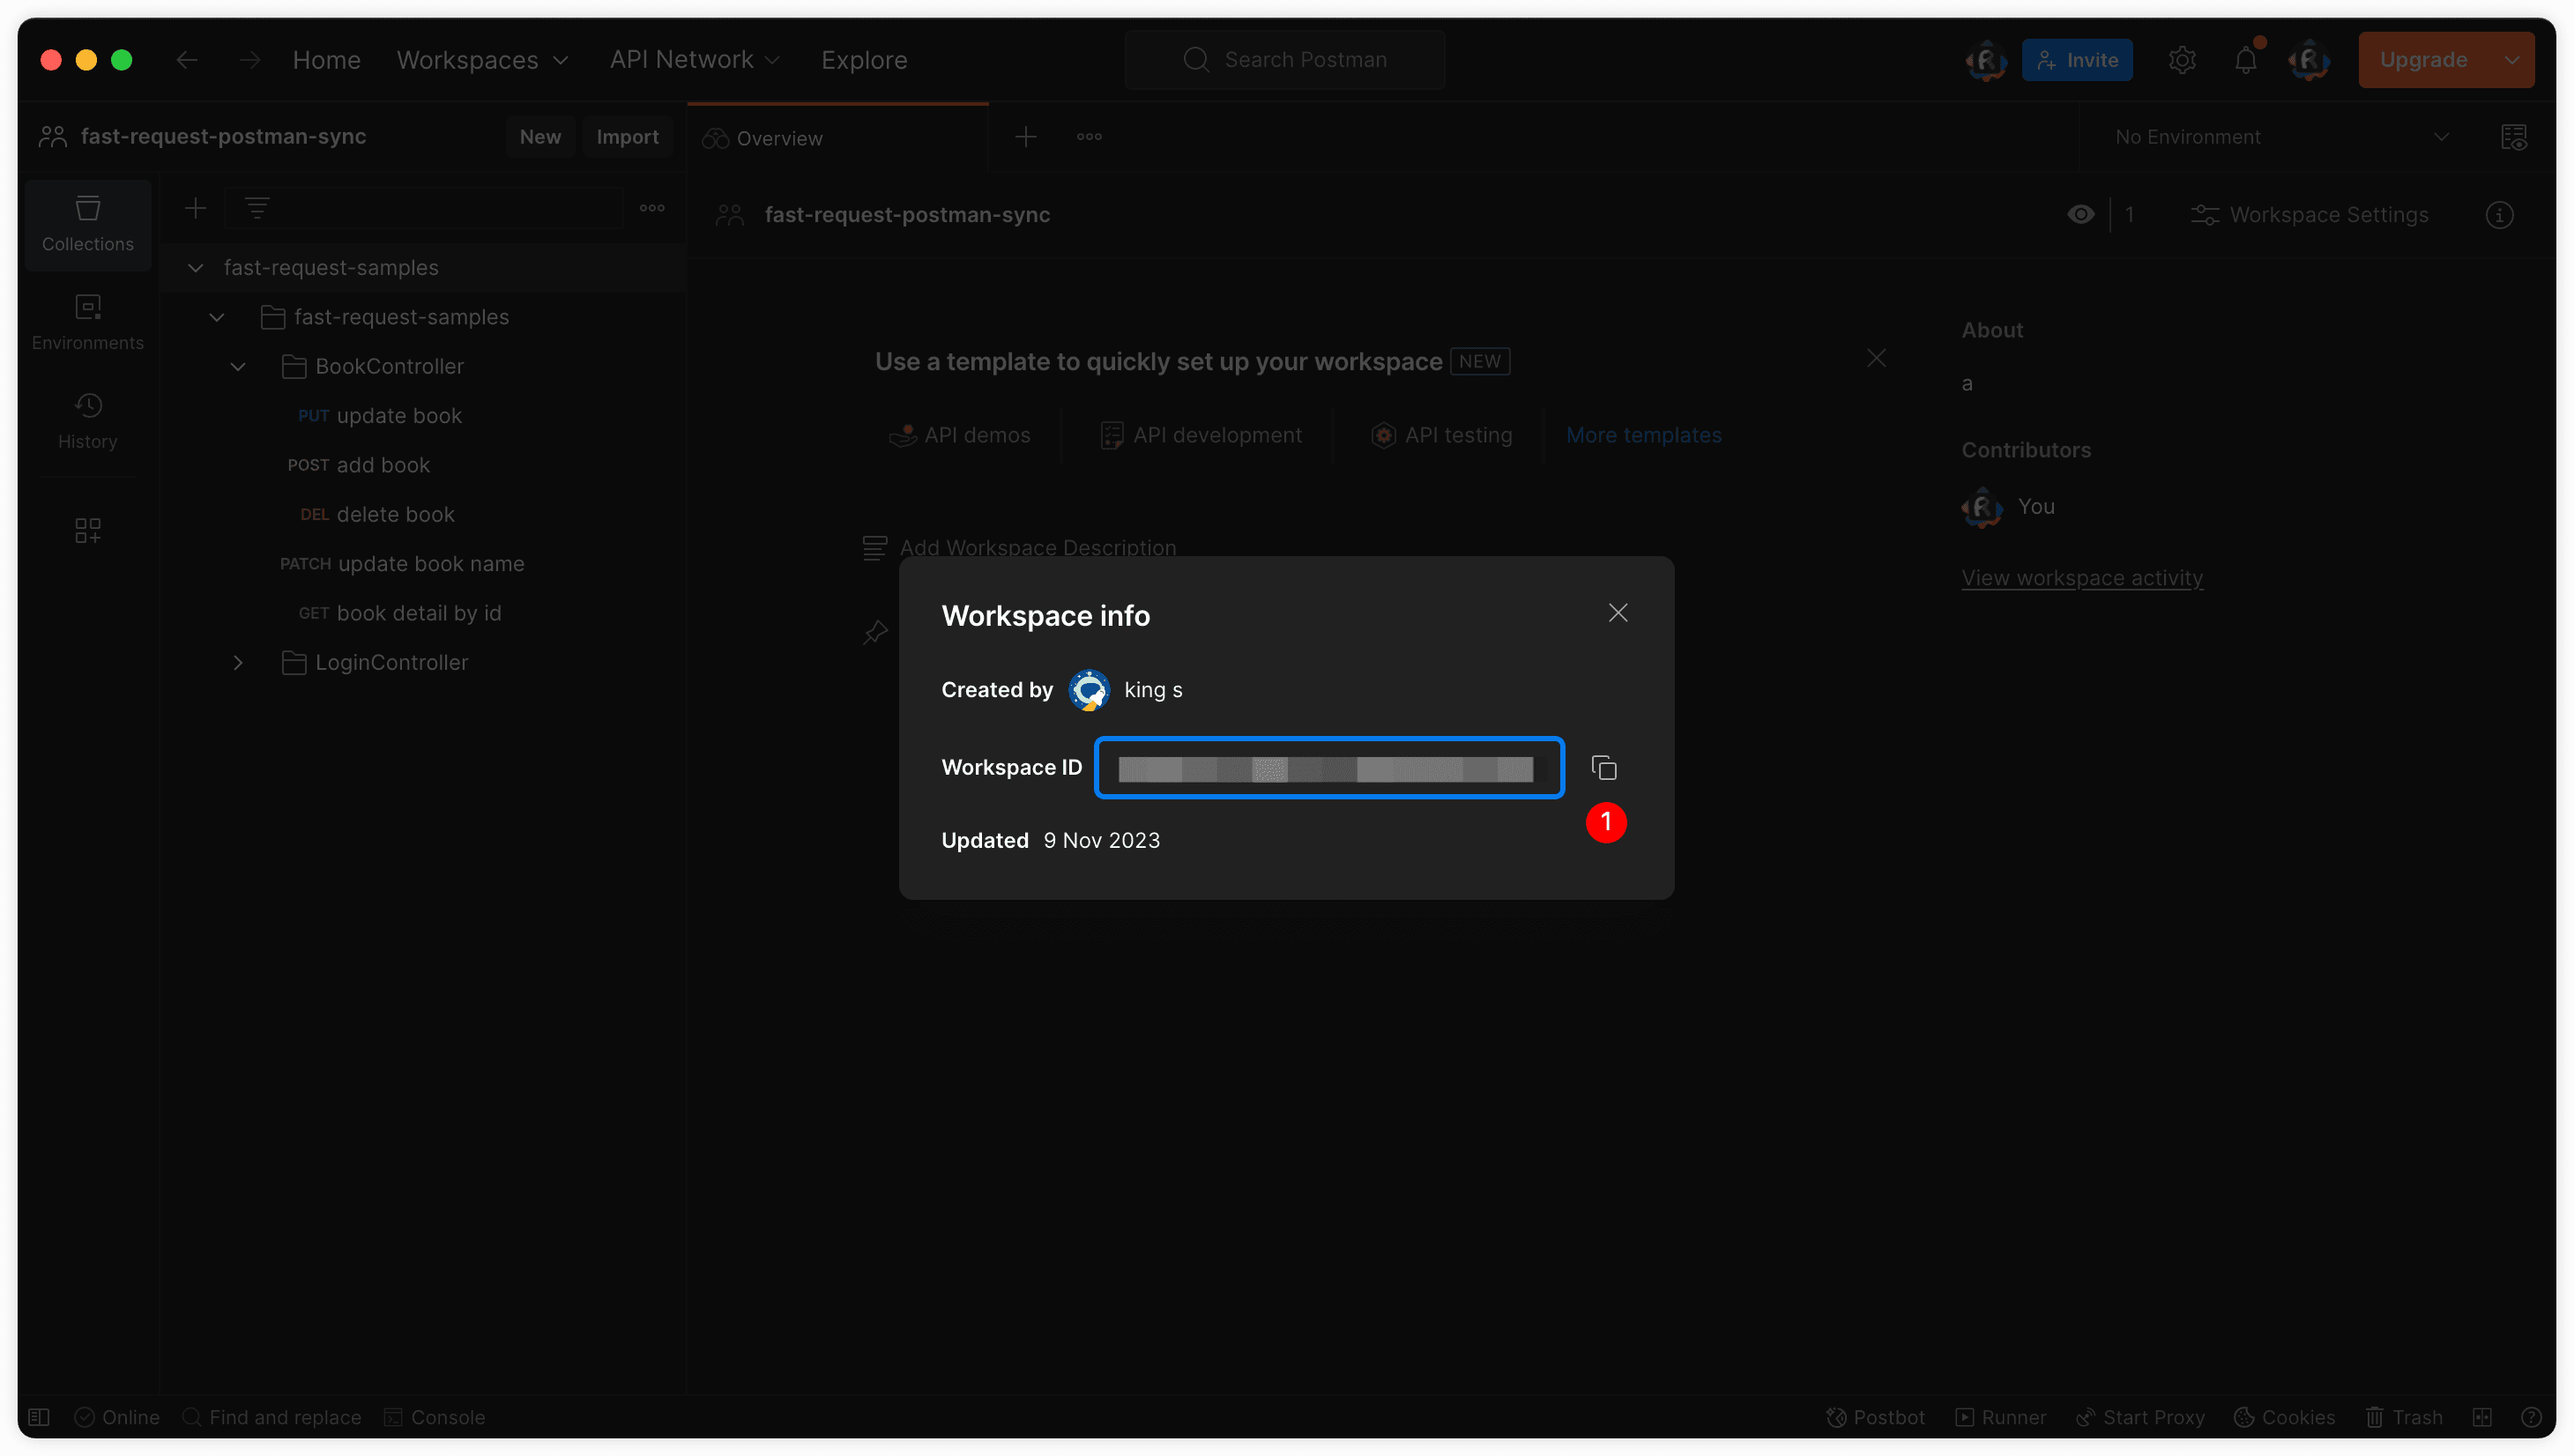 Home Workspaces API Network Explore Search Postman Invite Upgrade
fast-request-postman-sync New Import Overview No Environment
Collections
fast-request-postman-sync 1 Workspace Settings
fast-request-samples
Environments
fast-request-samples
About
Use a template to quickly set up your workspace NEW
BookController
a
History
PUT update book
API demos API development API testing More templates
Contributors
POST add book
You
DEL delete book
Add Workspace Description
PATCH update book name
View workspace activity
GET book detail by id
Workspace info
LoginController
Created by king s
Workspace ID
1
Updated 9 Nov 2023
Online Find and replace Console Postbot Runner Start Proxy Cookies Trash